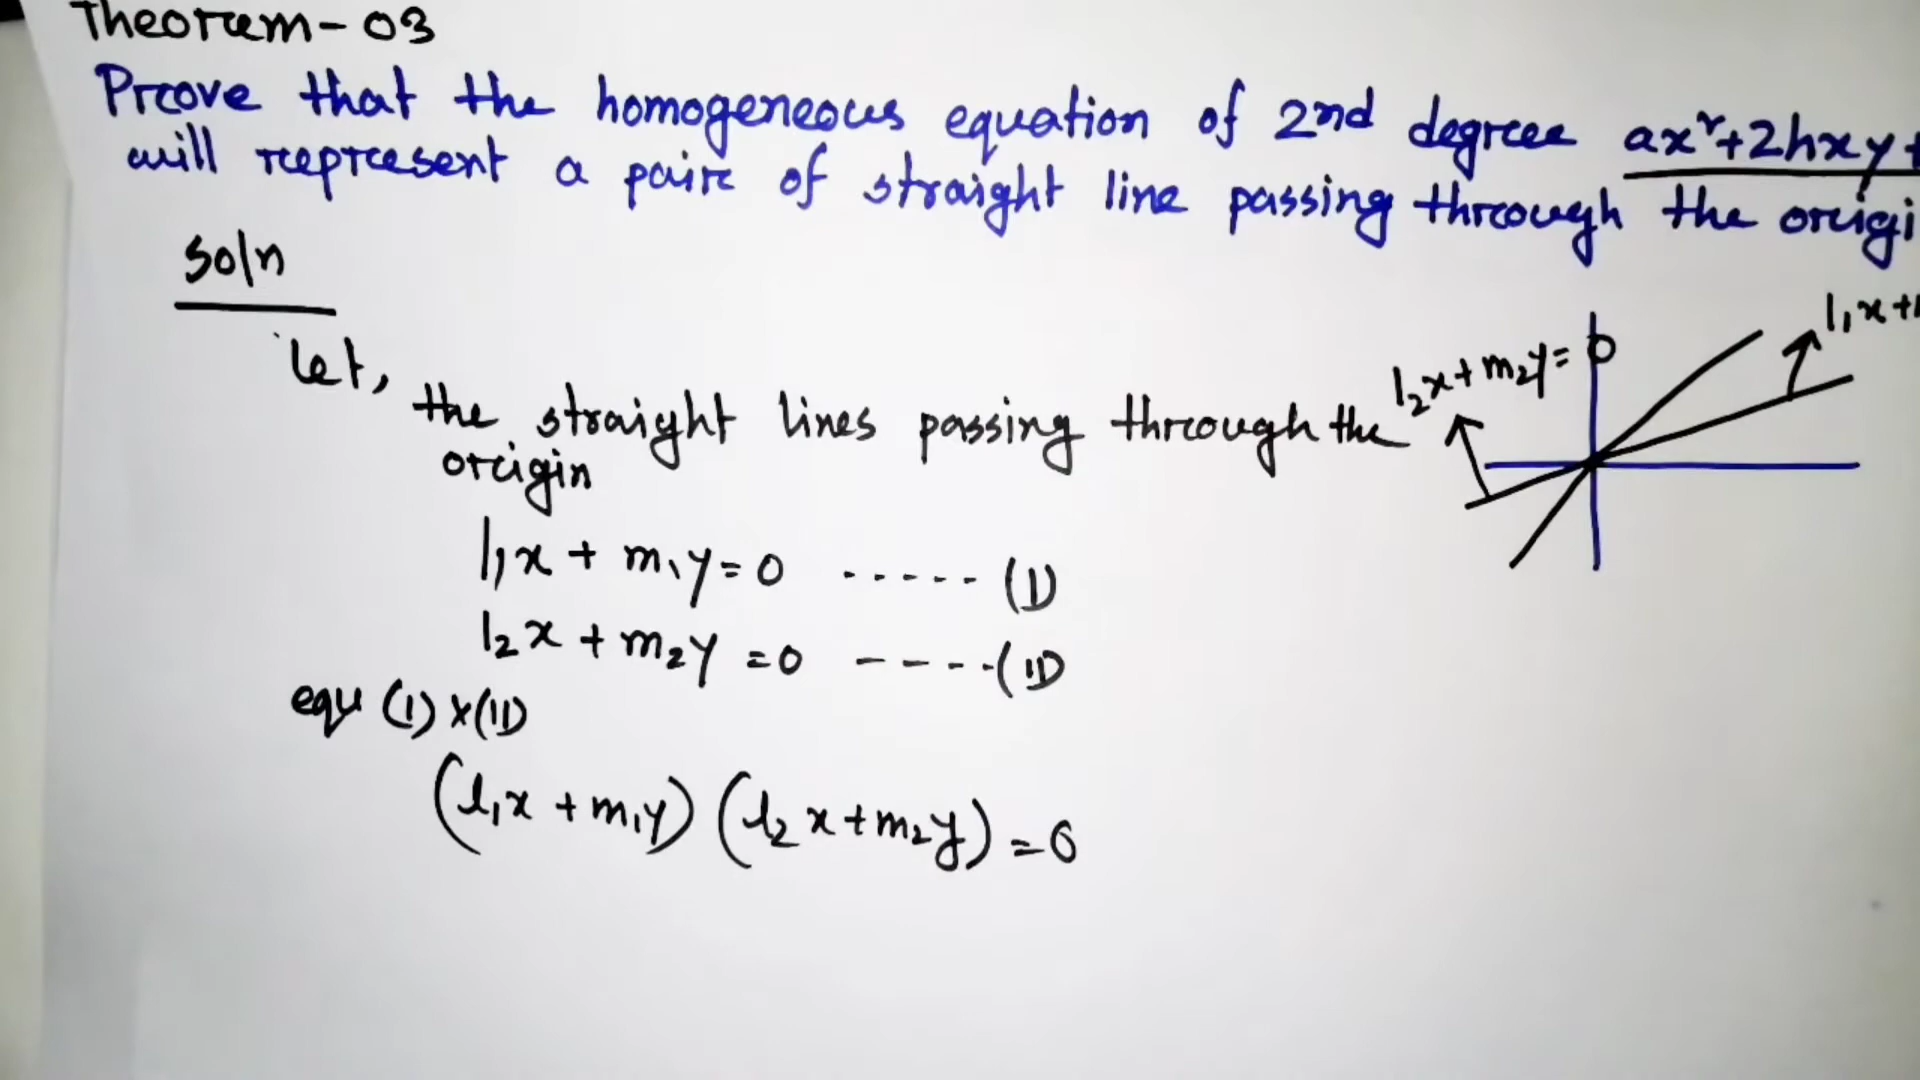 Theorem-03
Prove that the homogeneous equation of 2nd degree ax²+2hxy+
will represent a pair of straight line passing through the origi
Soln
let,
the straight lines passing through the
origin
l₁x + m₁y = 0 ----- (I)
l₂x + m₂y = 0 ---- (II)
equ (I) x (II)
(l₁x + m₁y) (l₂x + m₂y) = 0
l₂x + m₂y = 0
l₁x +